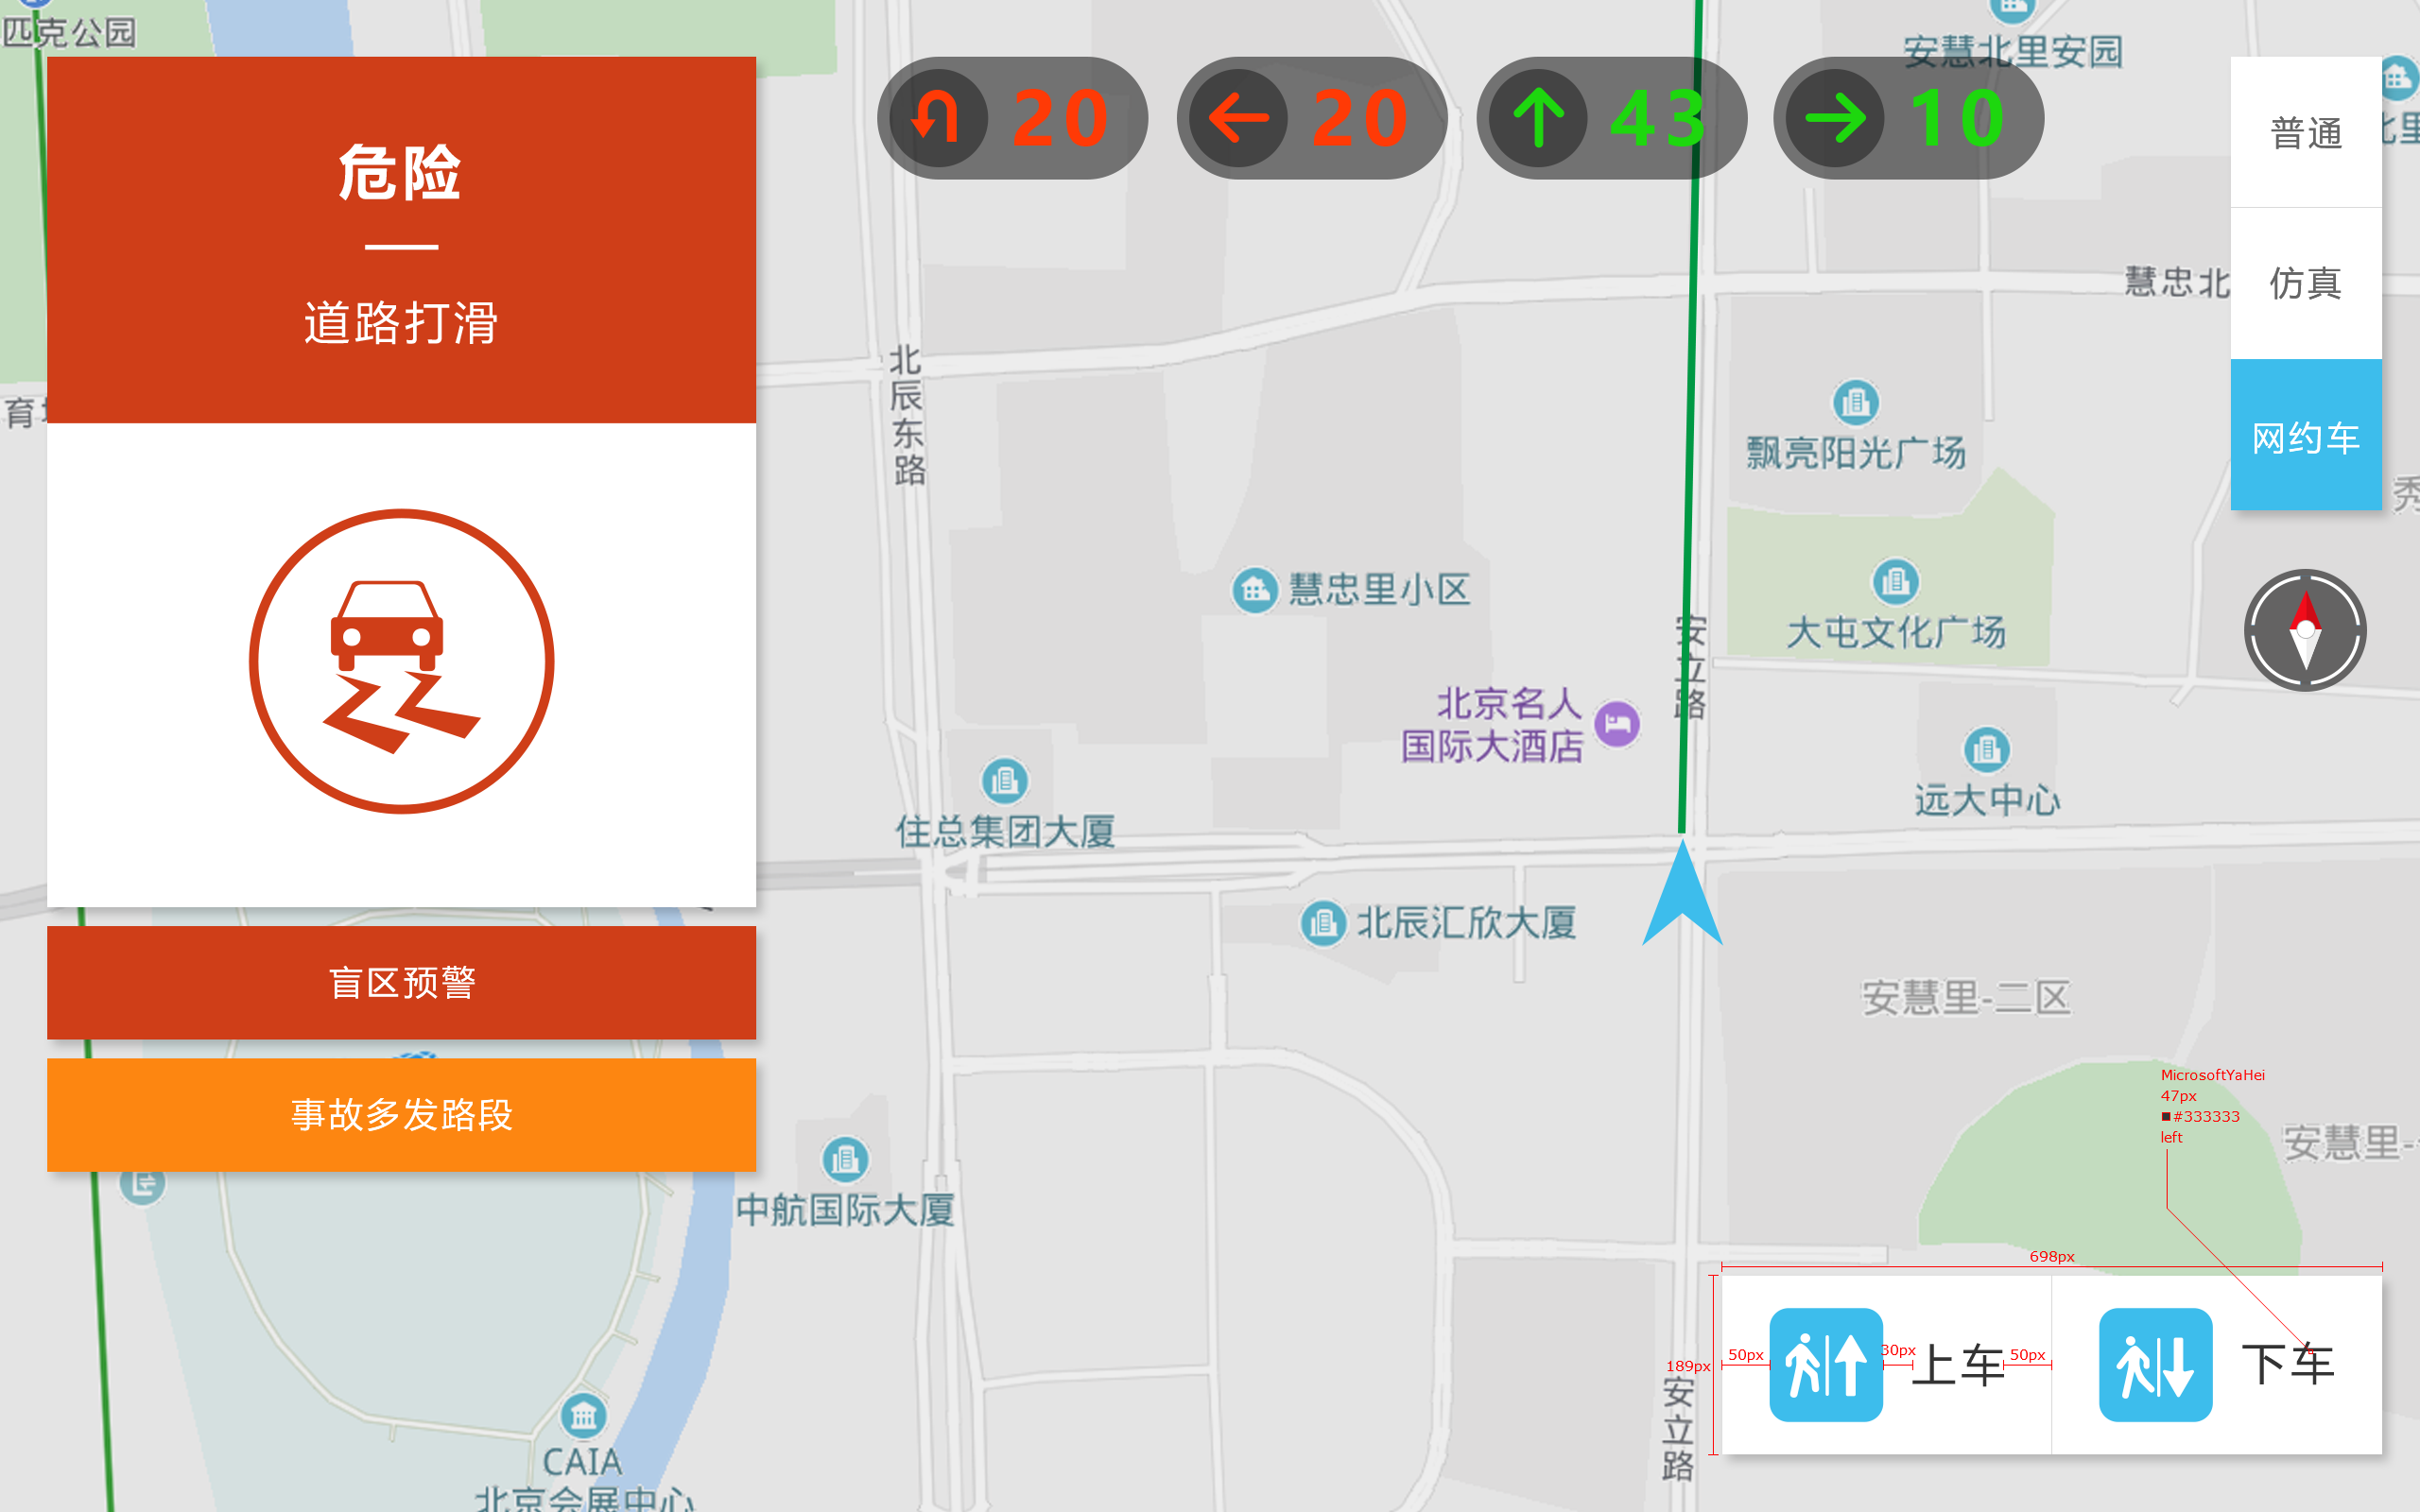 匹克公园
安慧北里安园
危险
道路打滑
20
20
43
10
普通
仿真
网约车
慧忠北
北里
育
秀
北辰东路
飘亮阳光广场
慧忠里小区
大屯文化广场
安立路
北京名人
国际大酒店
远大中心
住总集团大厦
北辰汇欣大厦
盲区预警
安慧里-二区
事故多发路段
MicrosoftYaHei
47px
#333333
left
安慧里-
中航国际大厦
698px
189px
50px
30px
上车
50px
下车
安立路
CAIA
北京会展中心